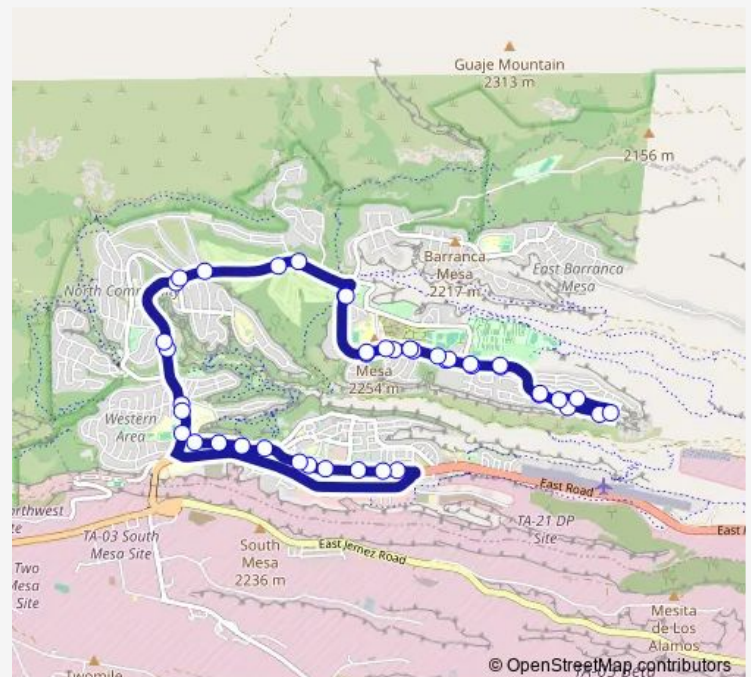 Guaje Mountain
2313 m
2156 m
Barranca
Mesa
2217 m
East Barranca
Mesa
North Com
Mesa
2254 m
Western
Area
East Road
TA-21 DP
Site
East
TA-03 South
Mesa Site
South
Mesa
2236 m
East Jemez Road
Two
Mesa
Site
Mesita
de Los
Alamos
Twomile
© OpenStreetMap contributors